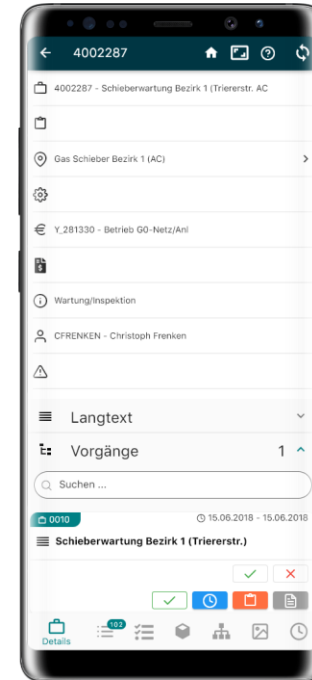 4002287
4002287 - Schieberwartung Bezirk 1 (Triererstr. AC
Gas Schieber Bezirk 1 (AC)
Y_281330 - Betrieb G0-Netz/Anl
Wartung/Inspektion
CFRENKEN - Christoph Frenken
Langtext
Vorgänge 1
Suchen ...
0010 15.06.2018 - 15.06.2018
Schieberwartung Bezirk 1 (Triererstr.)
102
Details